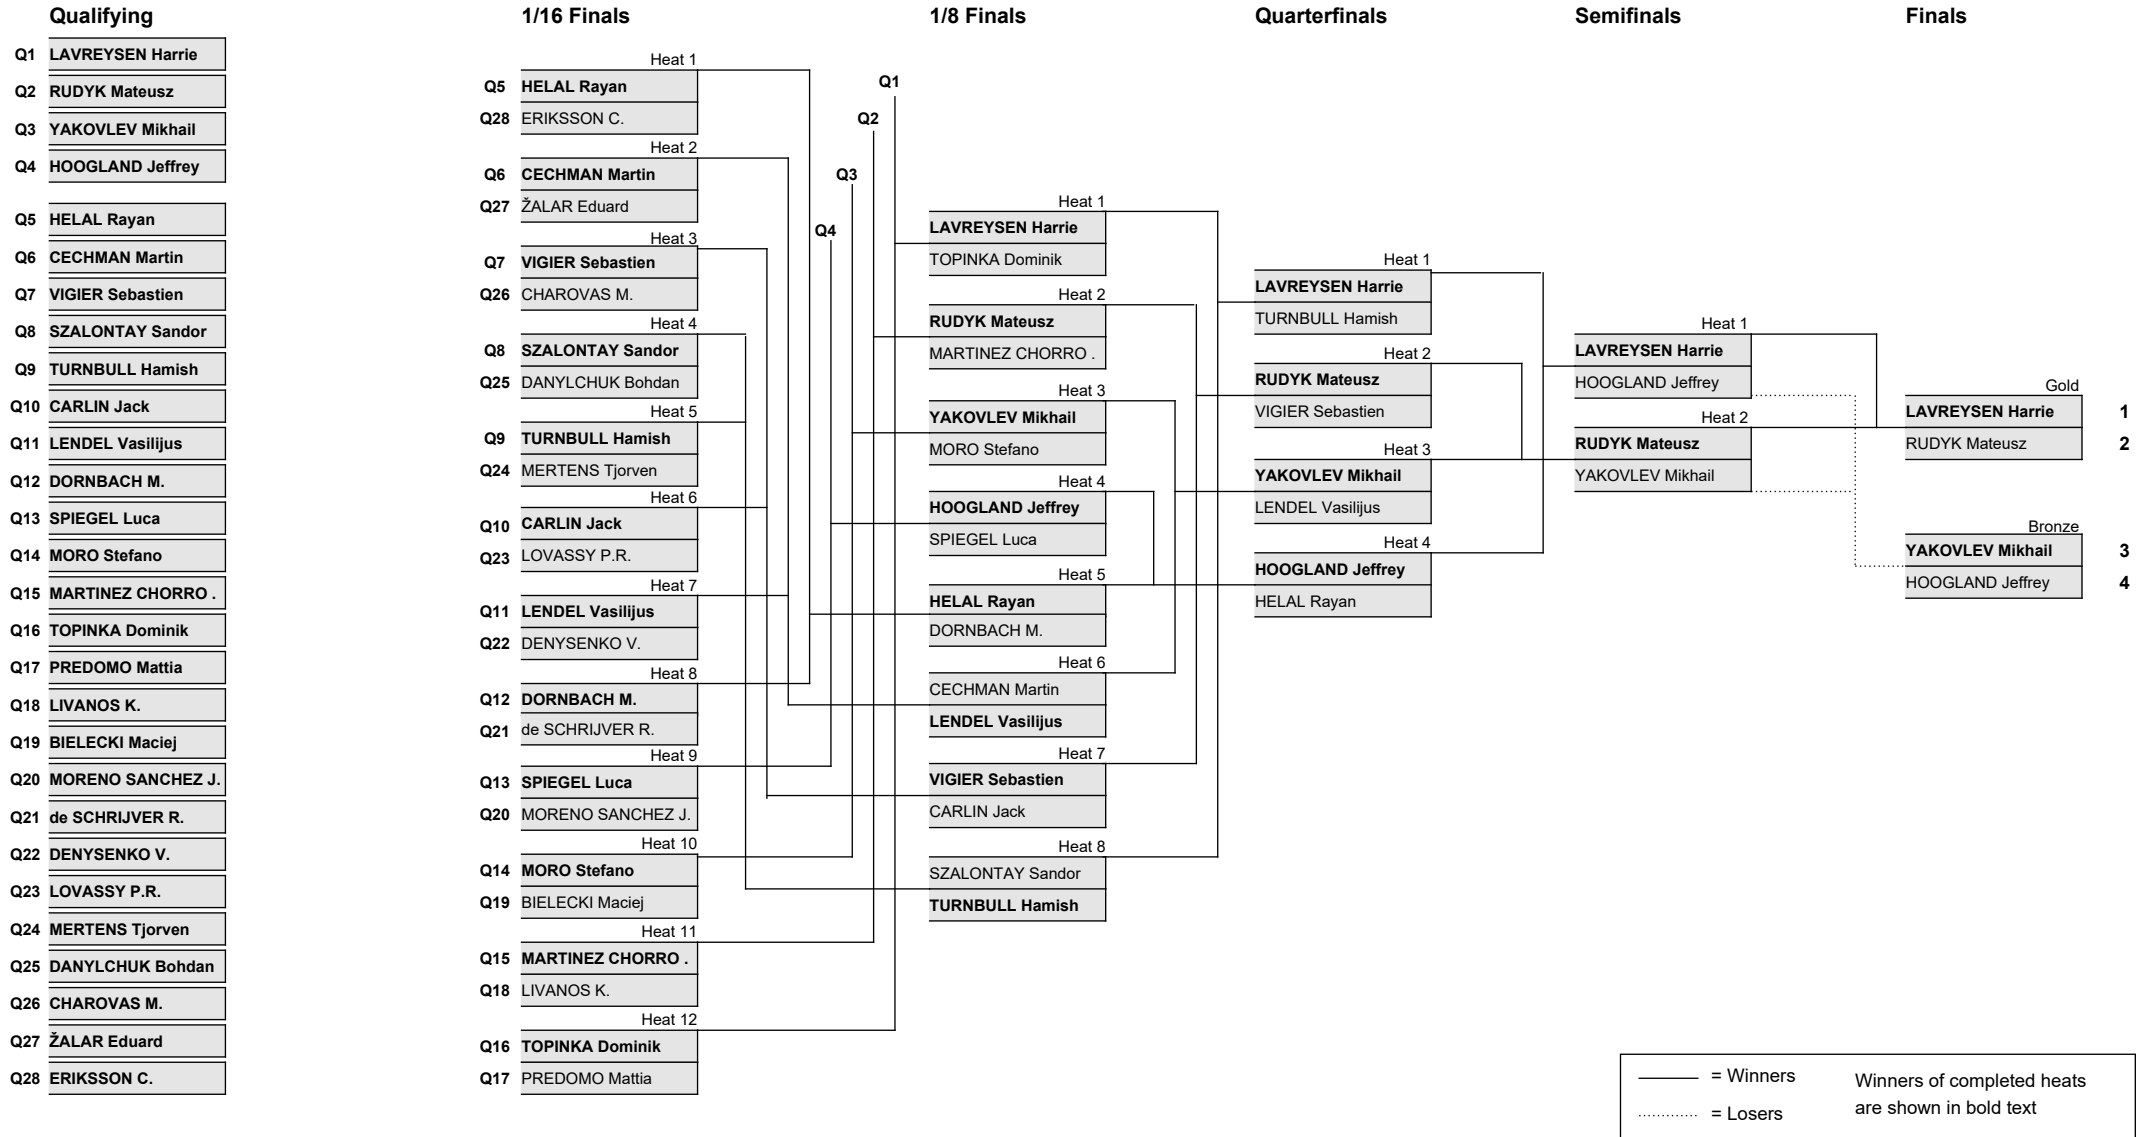 Qualifying
1/16 Finals
1/8 Finals
Quarterfinals
Semifinals
Finals
Q1 LAVREYSEN Harrie
Q2 RUDYK Mateusz
Q3 YAKOVLEV Mikhail
Q4 HOOGLAND Jeffrey
Q5 HELAL Rayan
Q6 CECHMAN Martin
Q7 VIGIER Sebastien
Q8 SZALONTAY Sandor
Q9 TURNBULL Hamish
Q10 CARLIN Jack
Q11 LENDEL Vasilijus
Q12 DORNBACH M.
Q13 SPIEGEL Luca
Q14 MORO Stefano
Q15 MARTINEZ CHORRO .
Q16 TOPINKA Dominik
Q17 PREDOMO Mattia
Q18 LIVANOS K.
Q19 BIELECKI Maciej
Q20 MORENO SANCHEZ J.
Q21 de SCHRIJVER R.
Q22 DENYSENKO V.
Q23 LOVASSY P.R.
Q24 MERTENS Tjorven
Q25 DANYLCHUK Bohdan
Q26 CHAROVAS M.
Q27 ŽALAR Eduard
Q28 ERIKSSON C.
Heat 1
Q5 HELAL Rayan
Q28 ERIKSSON C.
Heat 2
Q6 CECHMAN Martin
Q27 ŽALAR Eduard
Heat 3
Q7 VIGIER Sebastien
Q26 CHAROVAS M.
Heat 4
Q8 SZALONTAY Sandor
Q25 DANYLCHUK Bohdan
Heat 5
Q9 TURNBULL Hamish
Q24 MERTENS Tjorven
Heat 6
Q10 CARLIN Jack
Q23 LOVASSY P.R.
Heat 7
Q11 LENDEL Vasilijus
Q22 DENYSENKO V.
Heat 8
Q12 DORNBACH M.
Q21 de SCHRIJVER R.
Heat 9
Q13 SPIEGEL Luca
Q20 MORENO SANCHEZ J.
Heat 10
Q14 MORO Stefano
Q19 BIELECKI Maciej
Heat 11
Q15 MARTINEZ CHORRO .
Q18 LIVANOS K.
Heat 12
Q16 TOPINKA Dominik
Q17 PREDOMO Mattia
Q1
Q2
Q3
Q4
Heat 1
LAVREYSEN Harrie
TOPINKA Dominik
Heat 2
RUDYK Mateusz
MARTINEZ CHORRO .
Heat 3
YAKOVLEV Mikhail
MORO Stefano
Heat 4
HOOGLAND Jeffrey
SPIEGEL Luca
Heat 5
HELAL Rayan
DORNBACH M.
Heat 6
CECHMAN Martin
LENDEL Vasilijus
Heat 7
VIGIER Sebastien
CARLIN Jack
Heat 8
SZALONTAY Sandor
TURNBULL Hamish
Heat 1
LAVREYSEN Harrie
TURNBULL Hamish
Heat 2
RUDYK Mateusz
VIGIER Sebastien
Heat 3
YAKOVLEV Mikhail
LENDEL Vasilijus
Heat 4
HOOGLAND Jeffrey
HELAL Rayan
Heat 1
LAVREYSEN Harrie
HOOGLAND Jeffrey
Heat 2
RUDYK Mateusz
YAKOVLEV Mikhail
Gold
LAVREYSEN Harrie 1
RUDYK Mateusz 2
Bronze
YAKOVLEV Mikhail 3
HOOGLAND Jeffrey 4
= Winners
= Losers
Winners of completed heats
are shown in bold text